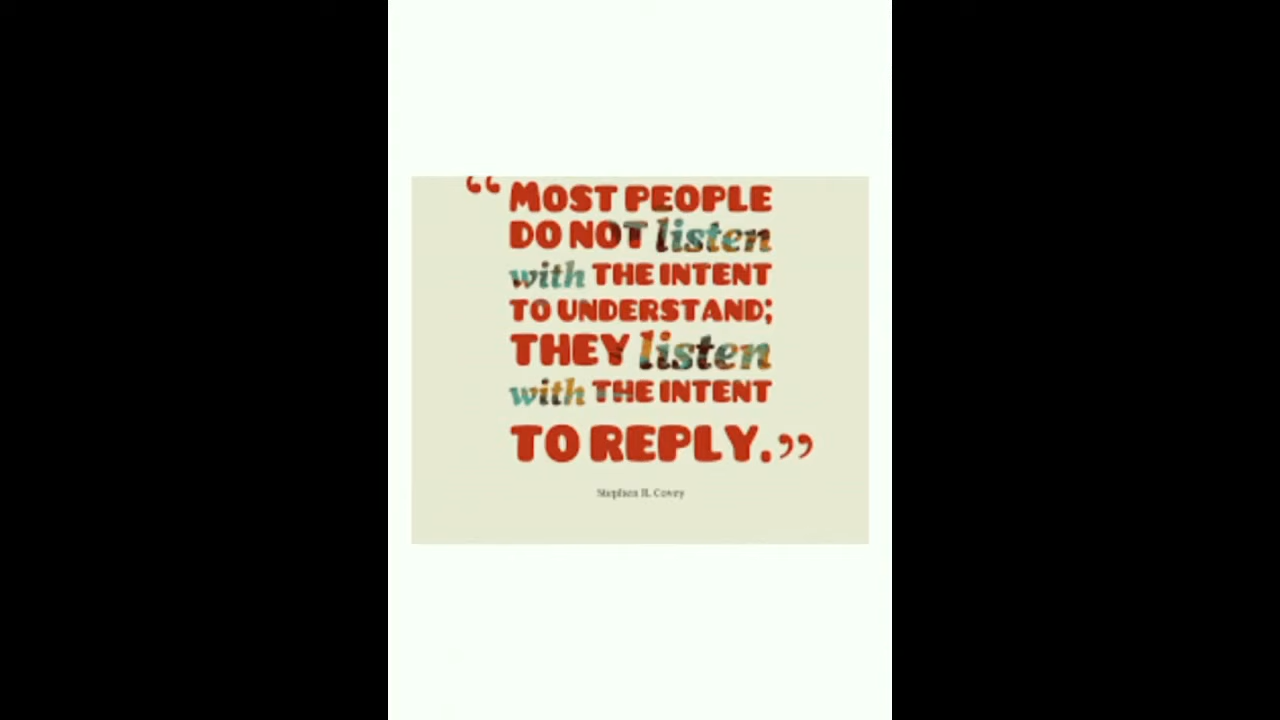 “MOST PEOPLE
DO NOT listen
with THE INTENT
TO UNDERSTAND;
THEY listen
with THE INTENT
TO REPLY.”
Stephen R. Covey